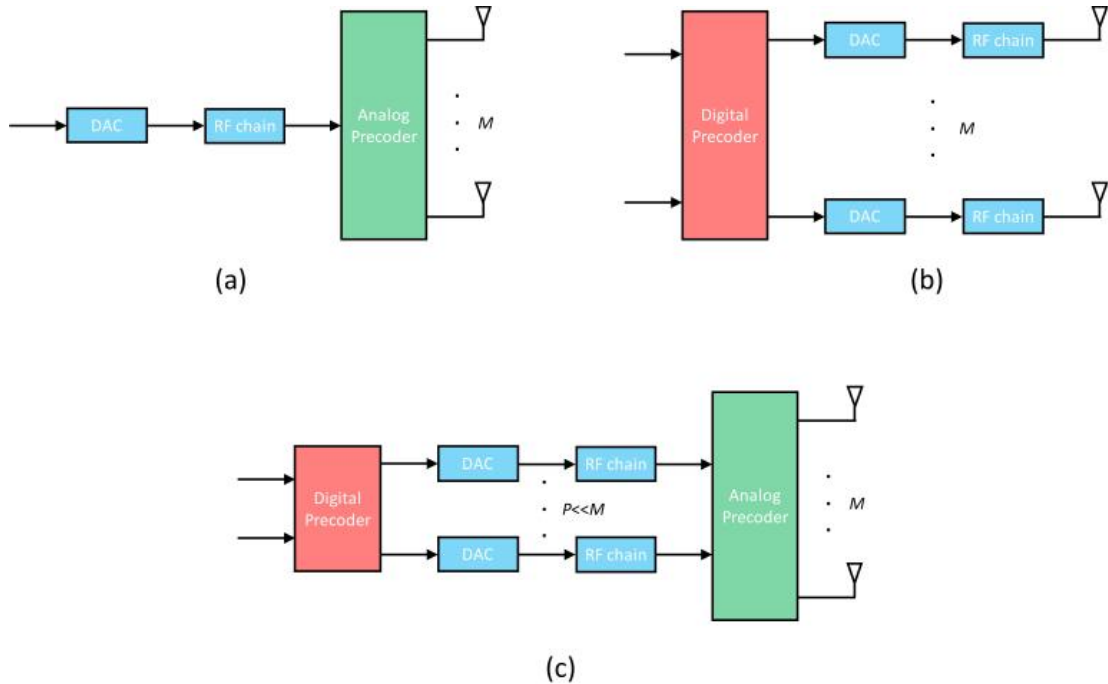 DAC
RF chain
Analog
Precoder
M
(a)
Digital
Precoder
DAC
RF chain
M
DAC
RF chain
(b)
Digital
Precoder
DAC
RF chain
P<<M
DAC
RF chain
Analog
Precoder
M
(c)